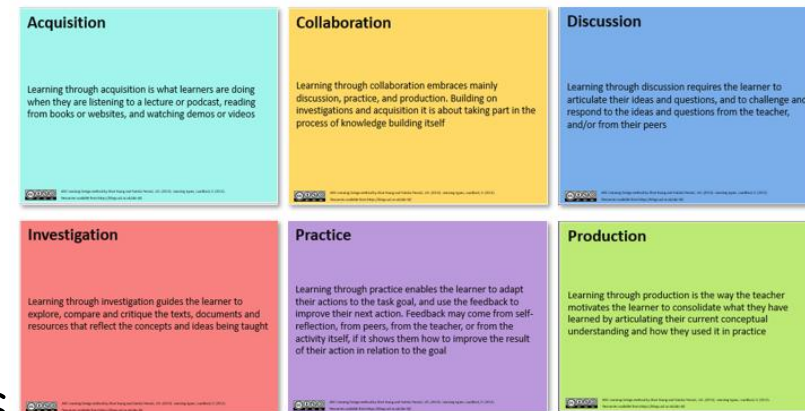 Acquisition
Learning through acquisition is what learners are doing
when they are listening to a lecture or podcast, reading
from books or websites, and watching demos or videos
Collaboration
Learning through collaboration embraces mainly
discussion, practice, and production. Building on
investigations and acquisition it is about taking part in the
process of knowledge building itself
Discussion
Learning through discussion requires the learner to
articulate their ideas and questions, and to challenge and
respond to the ideas and questions from the teacher,
and/or from their peers
Investigation
Learning through investigation guides the learner to
explore, compare and critique the texts, documents and
resources that reflect the concepts and ideas being taught
Practice
Learning through practice enables the learner to adapt
their actions to the task goal, and use the feedback to
improve their next action. Feedback may come from self-
reflection, from peers, from the teacher, or from the
activity itself, if it shows them how to improve the result
of their action in relation to the goal
Production
Learning through production is the way the teacher
motivates the learner to consolidate what they have
learned by articulating their current conceptual
understanding and how they used it in practice